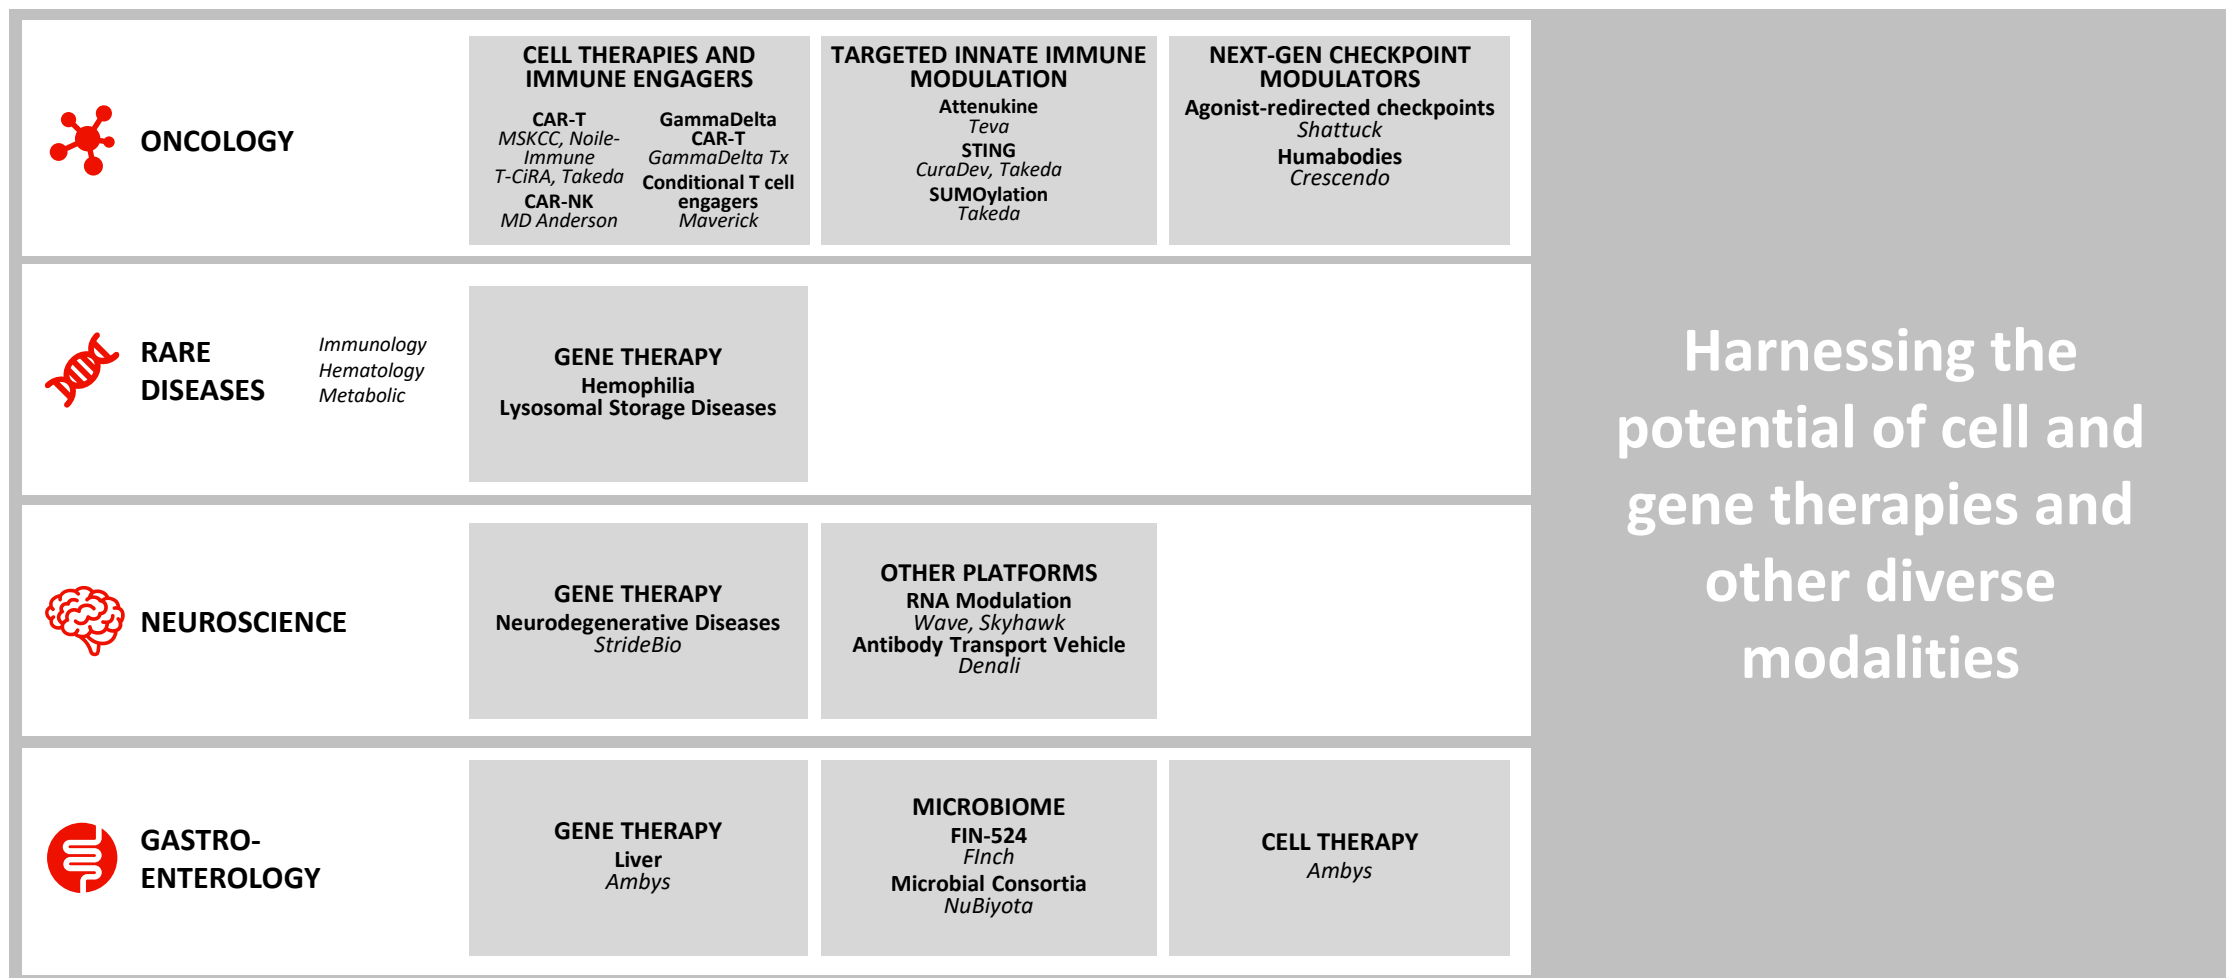 ONCOLOGY
CELL THERAPIES AND
IMMUNE ENGAGERS
CAR-T
MSKCC, Noile-
Immune
T-CiRA, Takeda
CAR-NK
MD Anderson
GammaDelta
CAR-T
GammaDelta Tx
Conditional T cell
engagers
Maverick
TARGETED INNATE IMMUNE
MODULATION
Attenukine
Teva
STING
CuraDev, Takeda
SUMOylation
Takeda
NEXT-GEN CHECKPOINT
MODULATORS
Agonist-redirected checkpoints
Shattuck
Humabodies
Crescendo
RARE
DISEASES
Immunology
Hematology
Metabolic
GENE THERAPY
Hemophilia
Lysosomal Storage Diseases
NEUROSCIENCE
GENE THERAPY
Neurodegenerative Diseases
StrideBio
OTHER PLATFORMS
RNA Modulation
Wave, Skyhawk
Antibody Transport Vehicle
Denali
GASTRO-
ENTEROLOGY
GENE THERAPY
Liver
Ambys
MICROBIOME
FIN-524
FInch
Microbial Consortia
NuBiyota
CELL THERAPY
Ambys
Harnessing the
potential of cell and
gene therapies and
other diverse
modalities